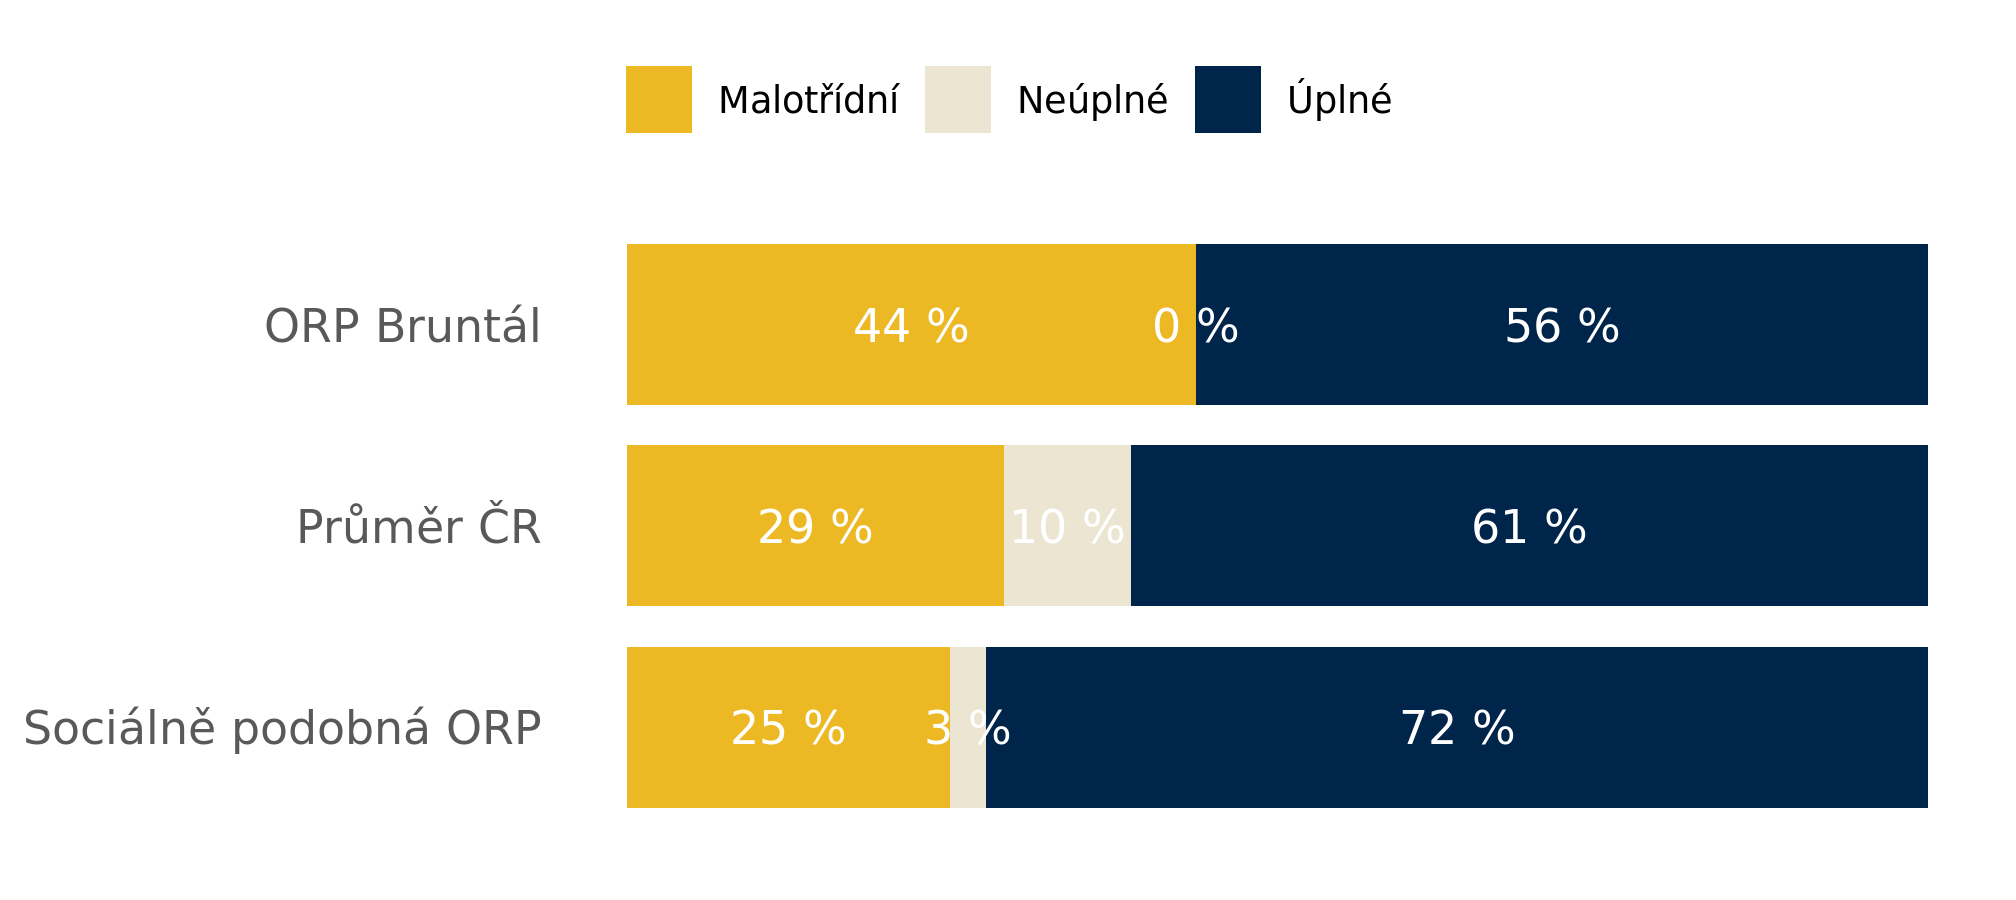 Malotřídní Neúplné Úplné
ORP Bruntál 44 % 0 % 56 %
Průměr ČR 29 % 10 % 61 %
Sociálně podobná ORP 25 % 3 % 72 %